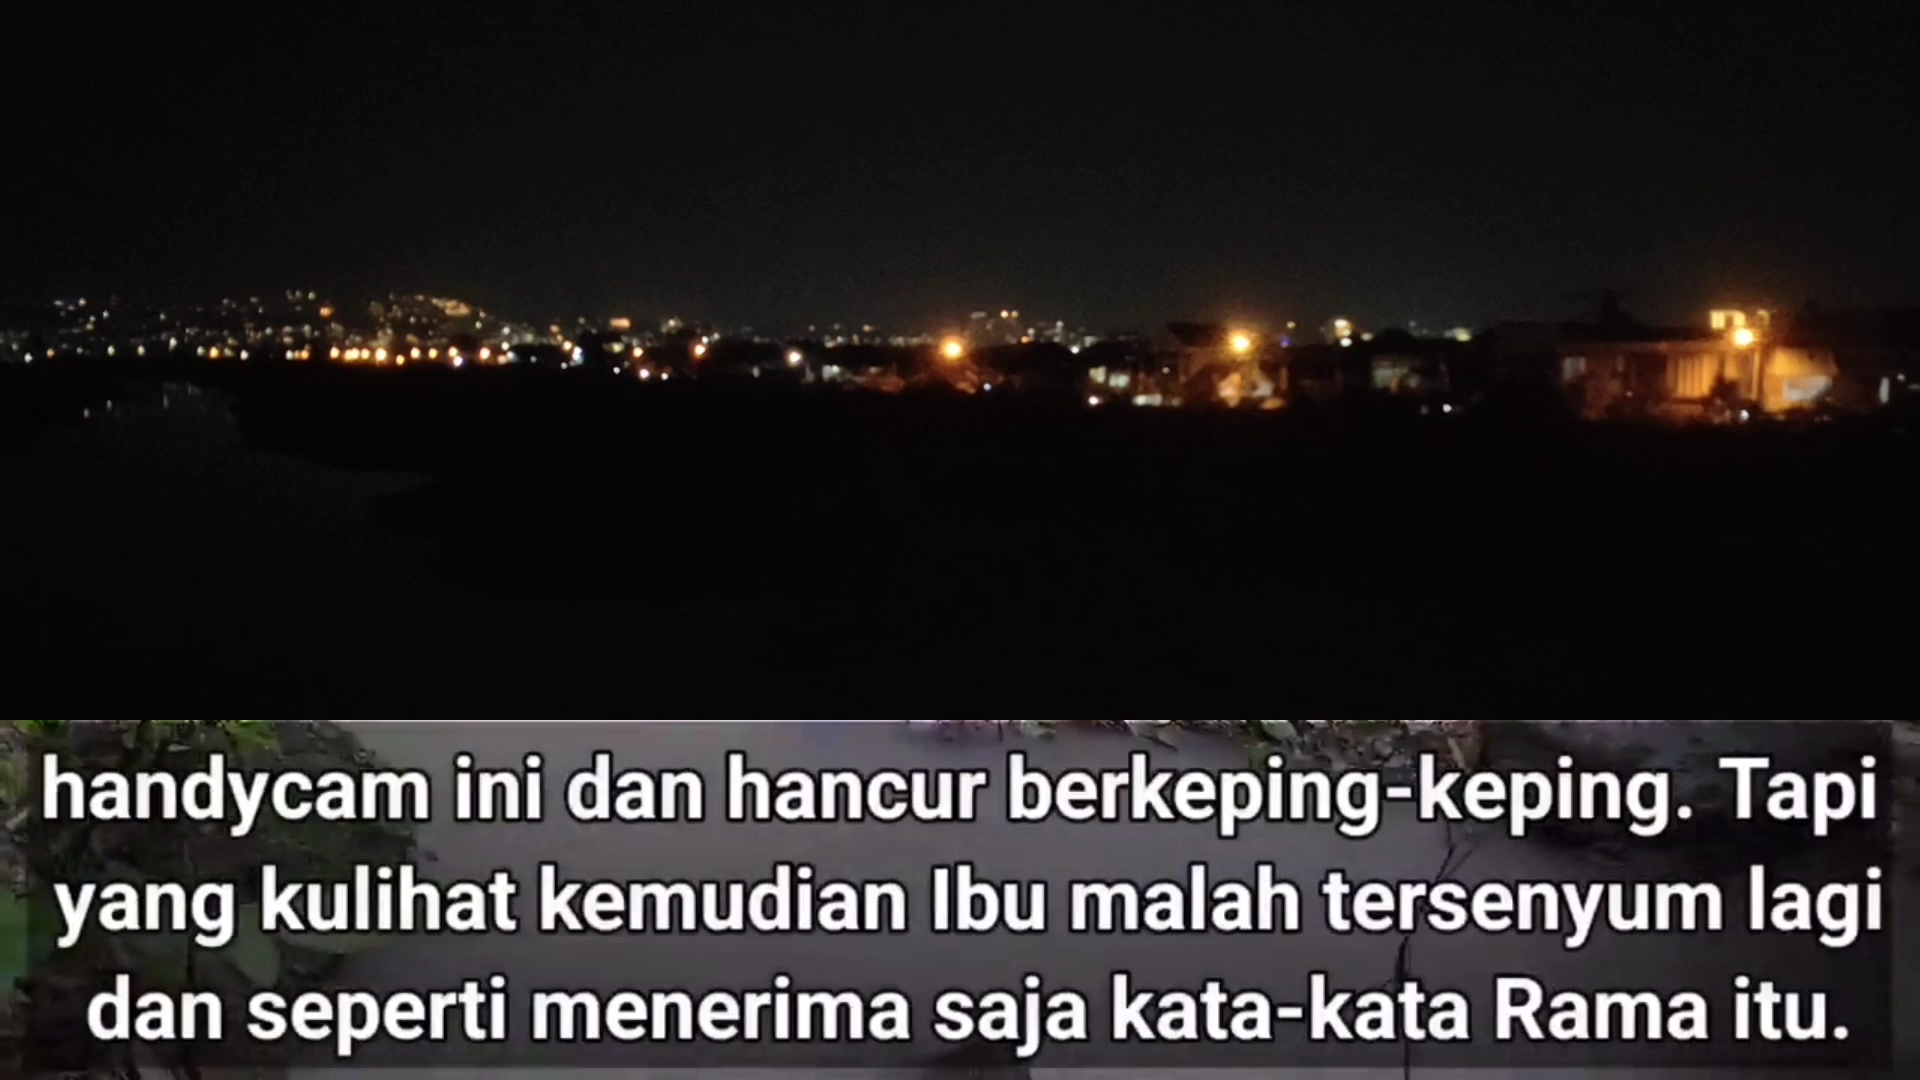 handycam ini dan hancur berkeping-keping. Tapi
yang kulihat kemudian Ibu malah tersenyum lagi
dan seperti menerima saja kata-kata Rama itu.